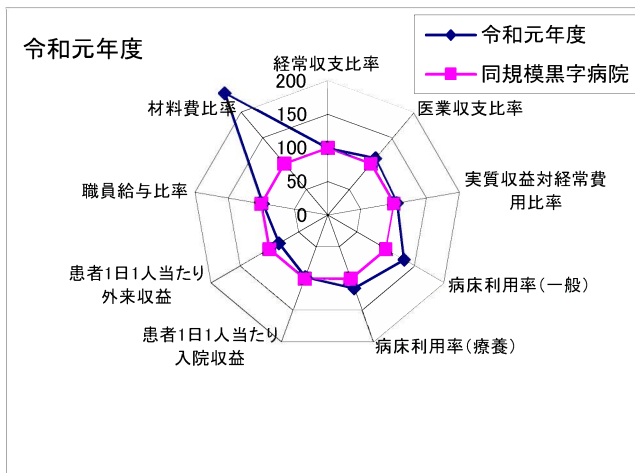 令和元年度
令和元年度
同規模黒字病院
経常収支比率
200
150
100
50
0
医業収支比率
実質収益対経常費
用比率
病床利用率(一般)
病床利用率(療養)
患者1日1人当たり
入院収益
患者1日1人当たり
外来収益
職員給与比率
材料費比率